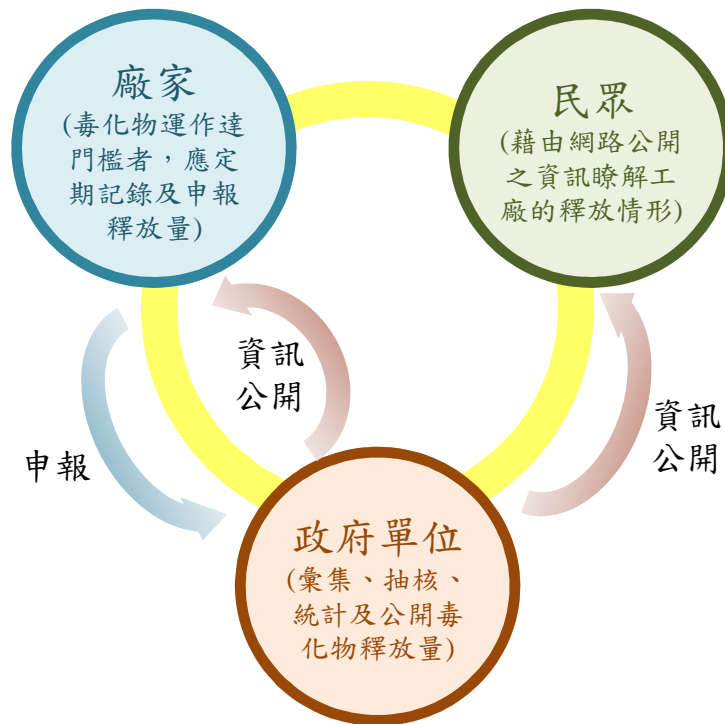 廠家
(毒化物運作達
門檻者，應定
期記錄及申報
釋放量)
民眾
(藉由網路公開
之資訊瞭解工
廠的釋放情形)
資訊
公開
申報
資訊
公開
政府單位
(彙集、抽核、
統計及公開毒
化物釋放量)